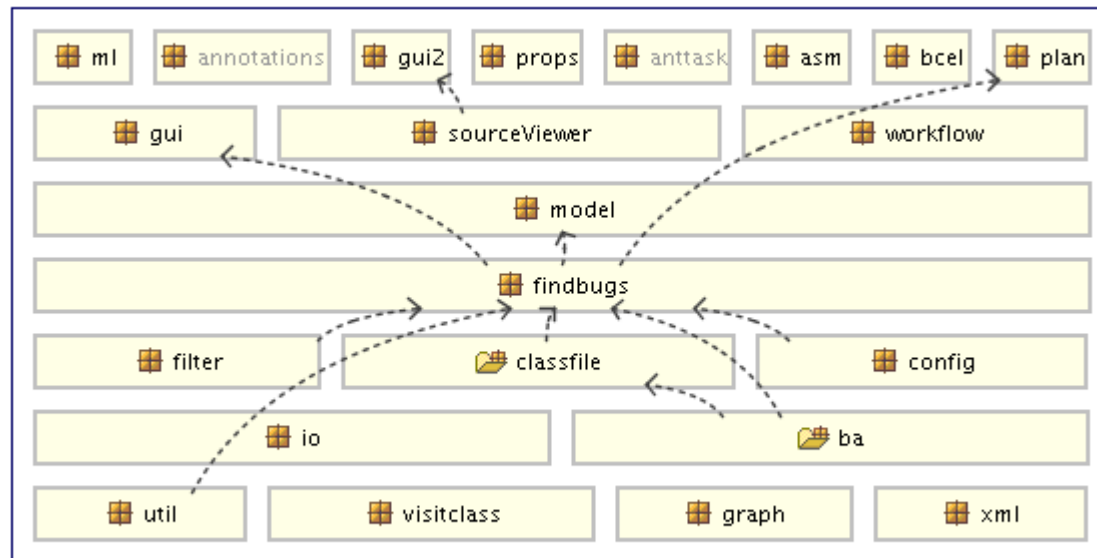 ml annotations gui2 props anttask asm bcel plan
gui sourceViewer workflow
model
findbugs
filter classfile config
io ba
util visitclass graph xml